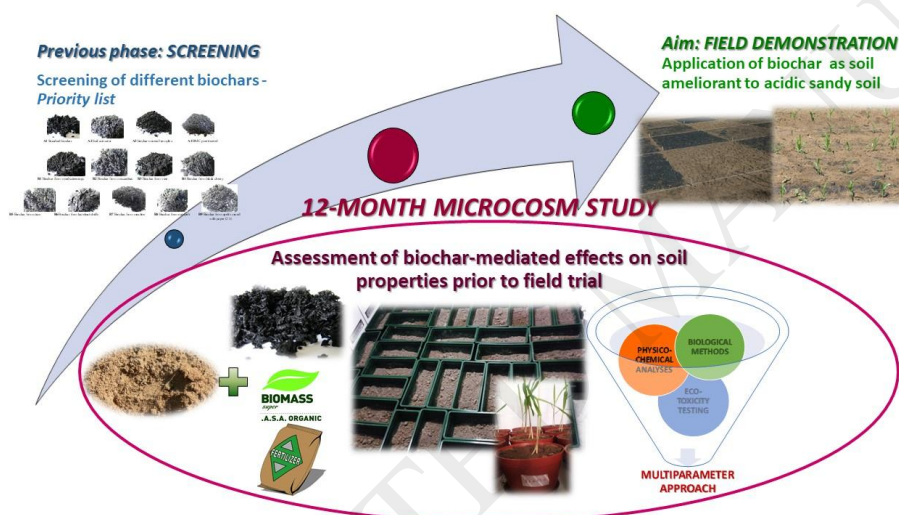 Previous phase: SCREENING
Screening of different biochars -
Priority list
Aim: FIELD DEMONSTRATION
Application of biochar as soil
ameliorant to acidic sandy soil
12-MONTH MICROCOSM STUDY
Assessment of biochar-mediated effects on soil
properties prior to field trial
BIOMASS
super
.A.S.A. ORGANIC
FERTILIZER
PHYSICO-
CHEMICAL
ANALYSES
BIOLOGICAL
METHODS
ECO-
TOXICITY
TESTING
MULTIPARAMETER
APPROACH